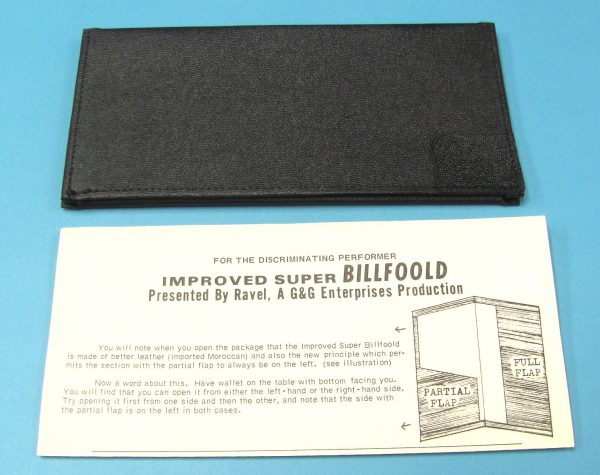 FOR THE DISCRIMINATING PERFORMER
IMPROVED SUPER BILLFOOLD
Presented By Ravel, A G&G Enterprises Production
You will note when you open the package that the Improved Super Billfoold
is made of better leather (imported Moroccan) and also the new principle which per-
mits the section with the partial flap to always be on the left. (see illustration)
Now a word about this. Have wallet on the table with bottom facing you.
You will find that you can open it from either the left-hand or the right-hand side.
Try opening it first from one side and then the other, and note that the side with
the partial flap is on the left in both cases.
PARTIAL
FLAP
FULL
FLAP